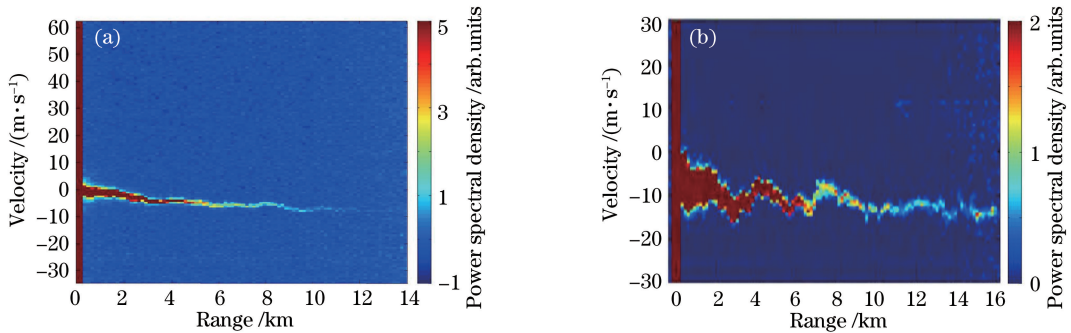 (a)
Velocity /(m·s⁻¹)
60
50
40
30
20
10
0
−10
−20
−30
0 2 4 6 8 10 12 14
Range /km
5
3
1
−1
Power spectral density /arb.units
(b)
Velocity /(m·s⁻¹)
30
20
10
0
−10
−20
−30
0 2 4 6 8 10 12 14 16
Range /km
2
1
0
Power spectral density /arb.units